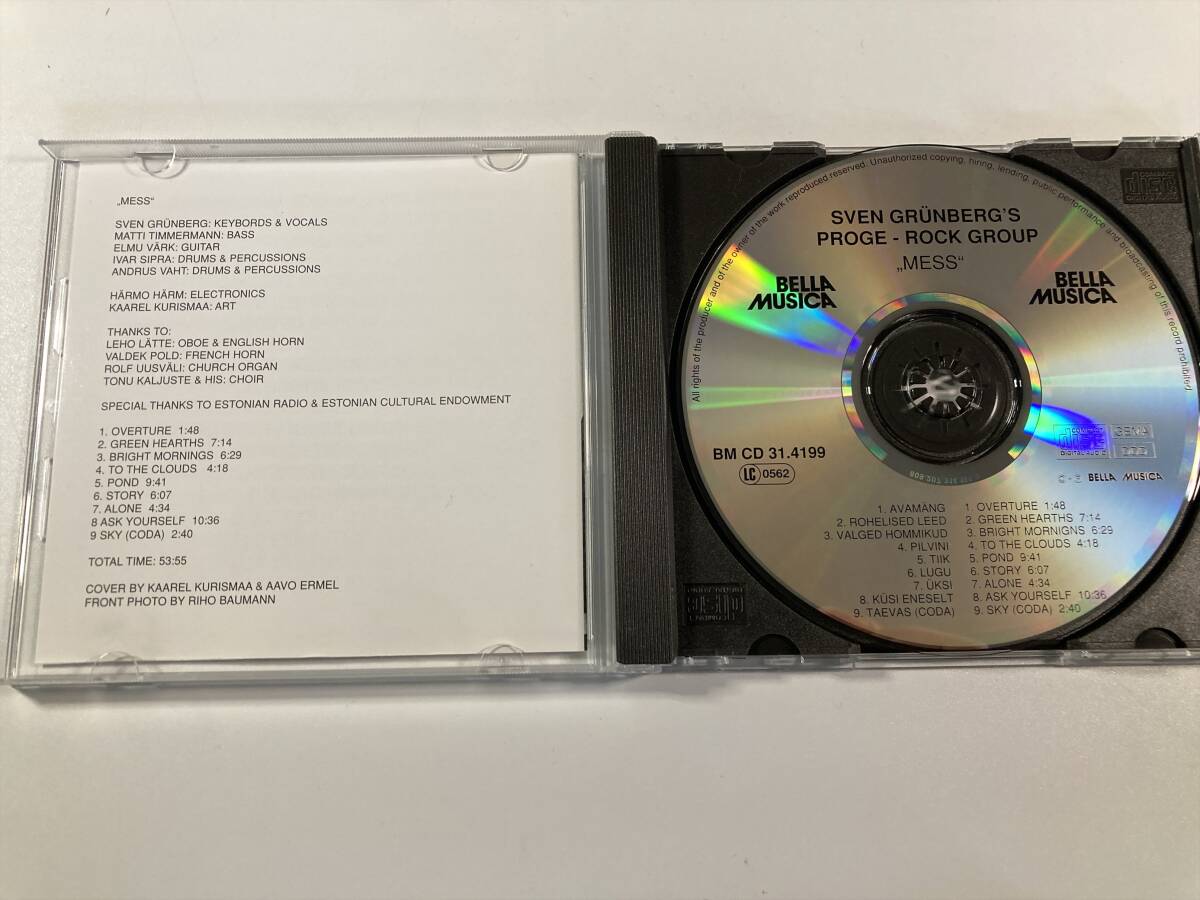 „MESS“
SVEN GRÜNBERG: KEYBORDS & VOCALS
MATTI TIMMERMANN: BASS
ELMU VÄRK: GUITAR
IVAR SIPRA: DRUMS & PERCUSSIONS
ANDRUS VAHT: DRUMS & PERCUSSIONS
HÄRMO HÄRM: ELECTRONICS
KAAREL KURISMAA: ART
THANKS TO:
LEHO LÄTTE: OBOE & ENGLISH HORN
VALDEK POLD: FRENCH HORN
ROLF UUSVÄLI: CHURCH ORGAN
TONU KALJUSTE & HIS: CHOIR
SPECIAL THANKS TO ESTONIAN RADIO & ESTONIAN CULTURAL ENDOWMENT
1. OVERTURE 1:48
2. GREEN HEARTHS 7:14
3. BRIGHT MORNINGS 6:29
4. TO THE CLOUDS 4:18
5. POND 9:41
6. STORY 6:07
7. ALONE 4:34
8 ASK YOURSELF 10:36
9 SKY (CODA) 2:40
TOTAL TIME: 53:55
COVER BY KAAREL KURISMAA & AAVO ERMEL
FRONT PHOTO BY RIHO BAUMANN
All rights of the producer and of the owner of the work reproduced reserved. Unauthorized copying, hiring, lending, public performance and broadcasting of this record prohibited
SVEN GRÜNBERG'S
PROGE - ROCK GROUP
„MESS“
BELLA MUSICA
BELLA MUSICA
BM CD 31.4199
LC 0562
COMPACT
disc
DIGITAL AUDIO
BELLA MUSICA
1. AVAMÄNG
2. ROHELISED LEED
3. VALGED HOMMIKUD
4. PILVINI
5. TIIK
6. LUGU
7. ÜKSI
8. KÜSI ENESELT
9. TAEVAS (CODA)
1. OVERTURE 1:48
2. GREEN HEARTHS 7:14
3. BRIGHT MORNIGNS 6:29
4. TO THE CLOUDS 4:18
5. POND 9:41
6. STORY 6:07
7. ALONE 4:34
8. ASK YOURSELF 10:36
9. SKY (CODA) 2:40